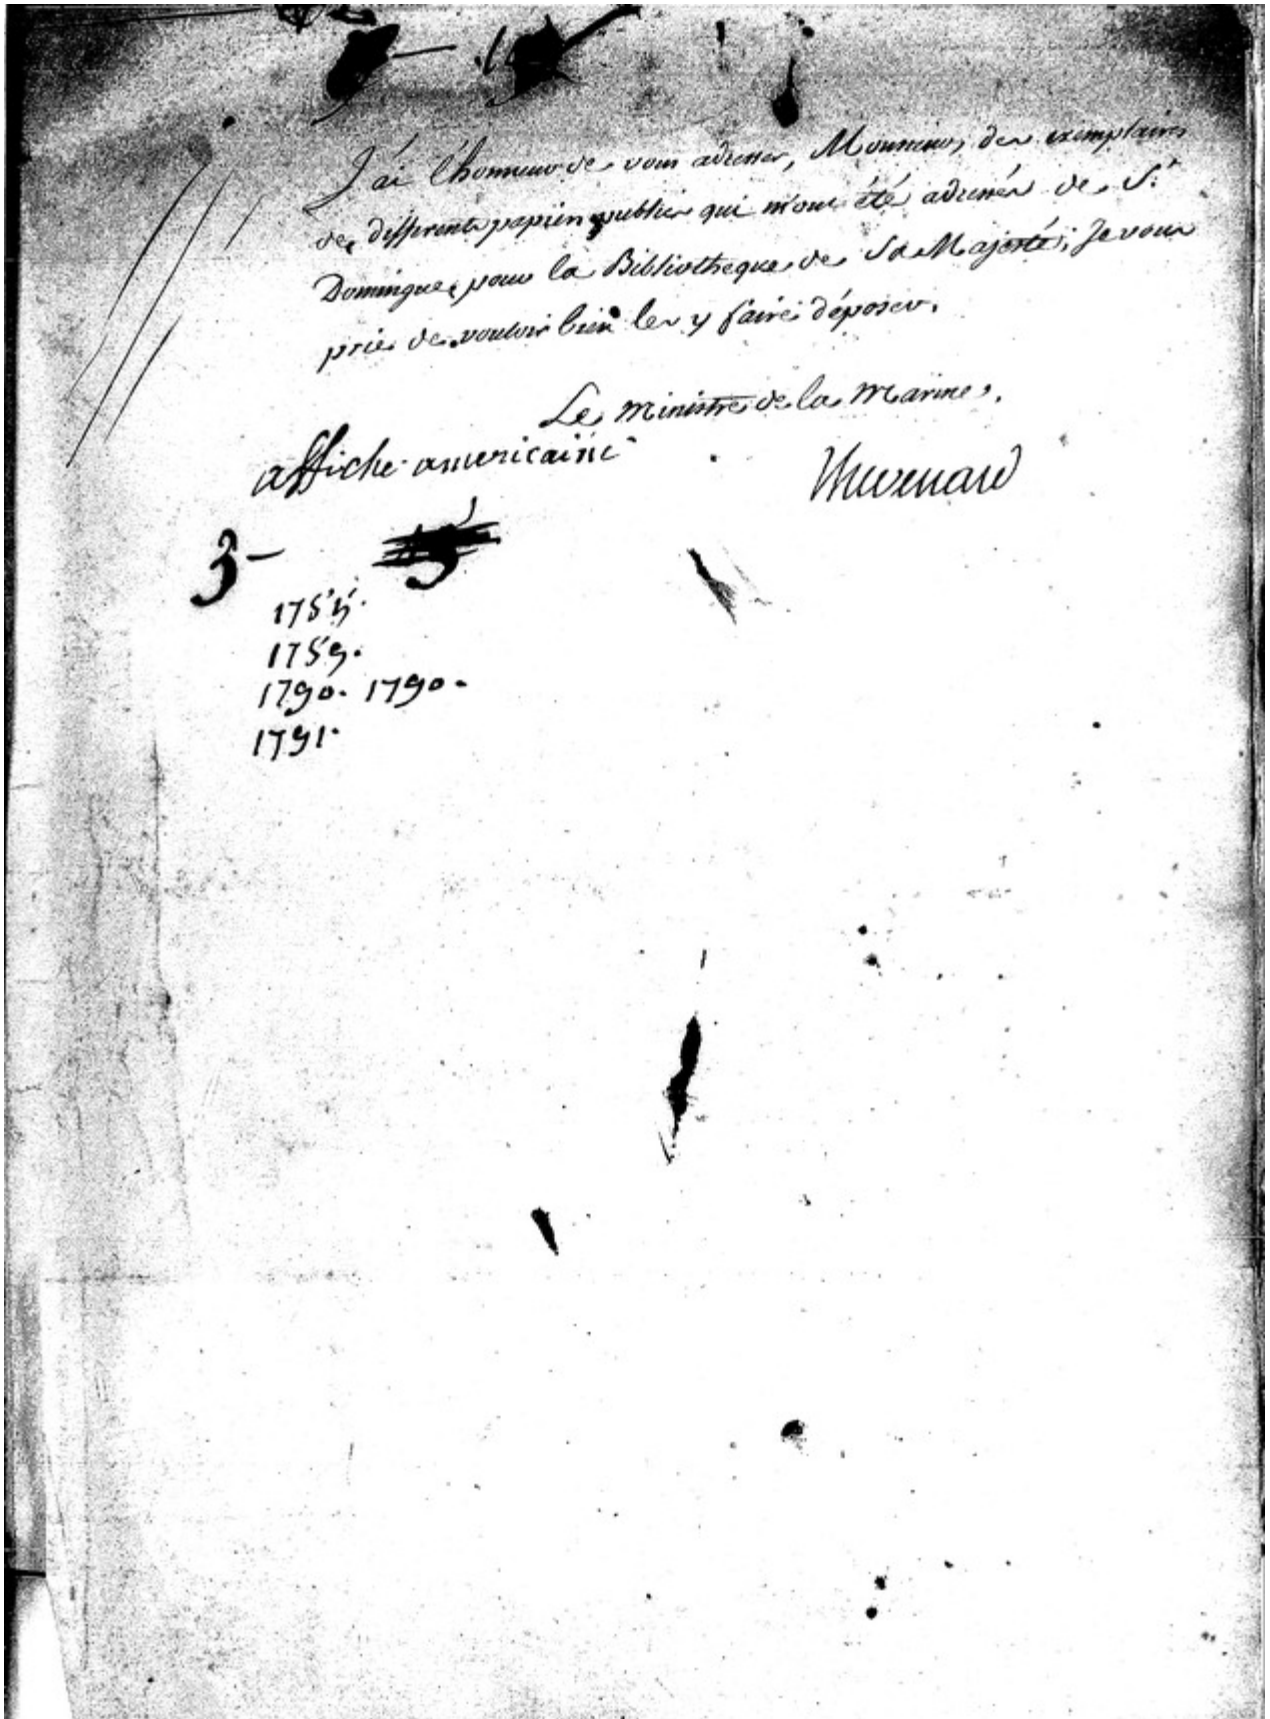 J'ai l'honneur de vous adresser, Monsieur, des exemplaires
de differents papiers publics qui m'ont été adressés de St
Domingue, pour la Bibliotheque de Sa Majesté; Je vous
prie de vouloir bien les y faire déposer.
Le Ministre de la Marine,
affiche americaine
Thevenard
3 -
1759.
1790. 1790.
1791.